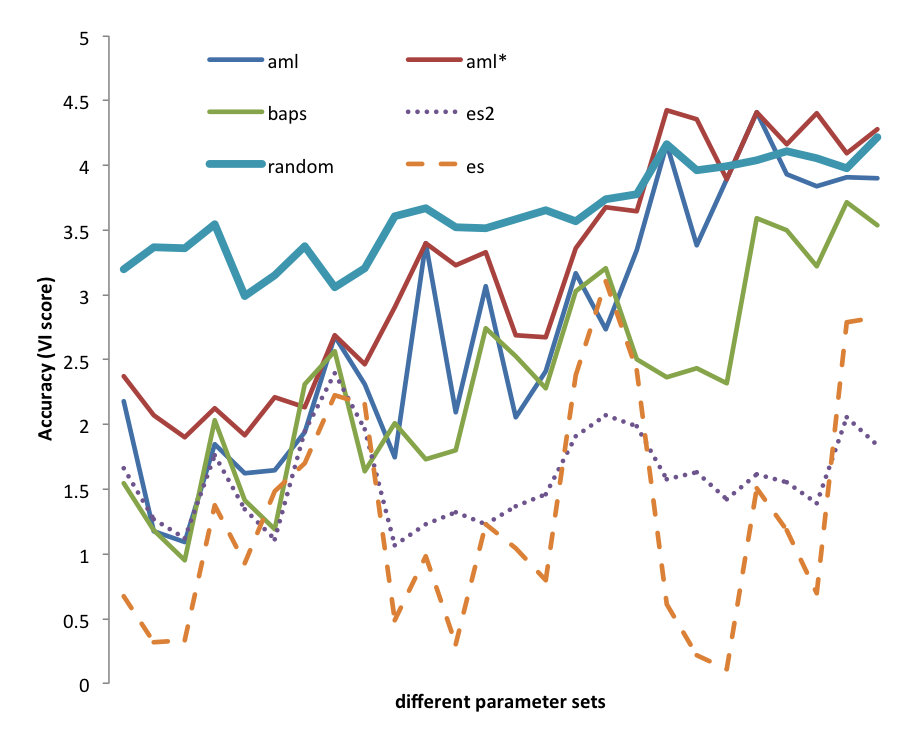 5
4.5
4
3.5
3
2.5
2
1.5
1
0.5
0
Accuracy (VI score)
aml aml*
baps es2
random es
different parameter sets